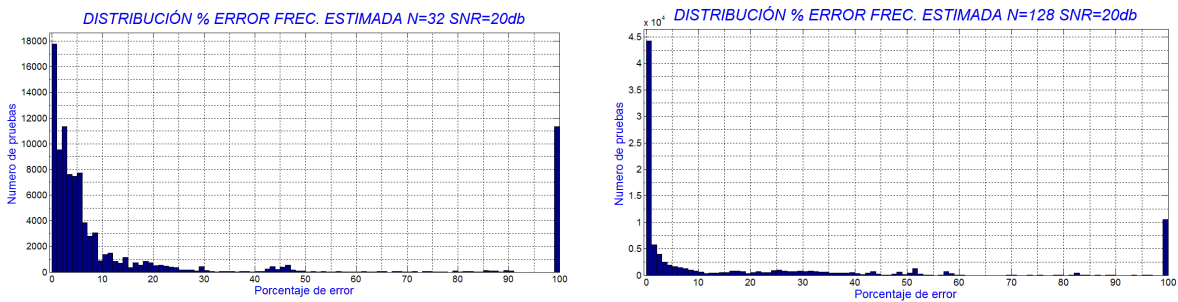 DISTRIBUCIÓN % ERROR FREC. ESTIMADA N=32 SNR=20db
18000
16000
14000
12000
10000
8000
6000
4000
2000
0
Numero de pruebas
0 10 20 30 40 50 60 70 80 90 100
Porcentaje de error
DISTRIBUCIÓN % ERROR FREC. ESTIMADA N=128 SNR=20db
x 10⁴
4.5
4
3.5
3
2.5
2
1.5
1
0.5
0
Numero de pruebas
0 10 20 30 40 50 60 70 80 90 100
Porcentaje de error